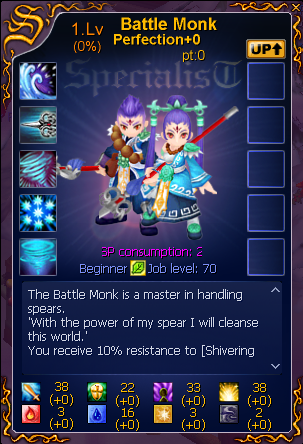 S
1.Lv
(0%)
Battle Monk
Perfection+0
pt:0
UP↑
SpecialisT
SP consumption: 2
Beginner Job level: 70
The Battle Monk is a master in handling
spears.
'With the power of my spear I will cleanse
this world.'
You receive 10% resistance to [Shivering
38 22 33 38
(+0) (+0) (+0) (+0)
3 16 3 2
(+0) (+0) (+0) (+0)